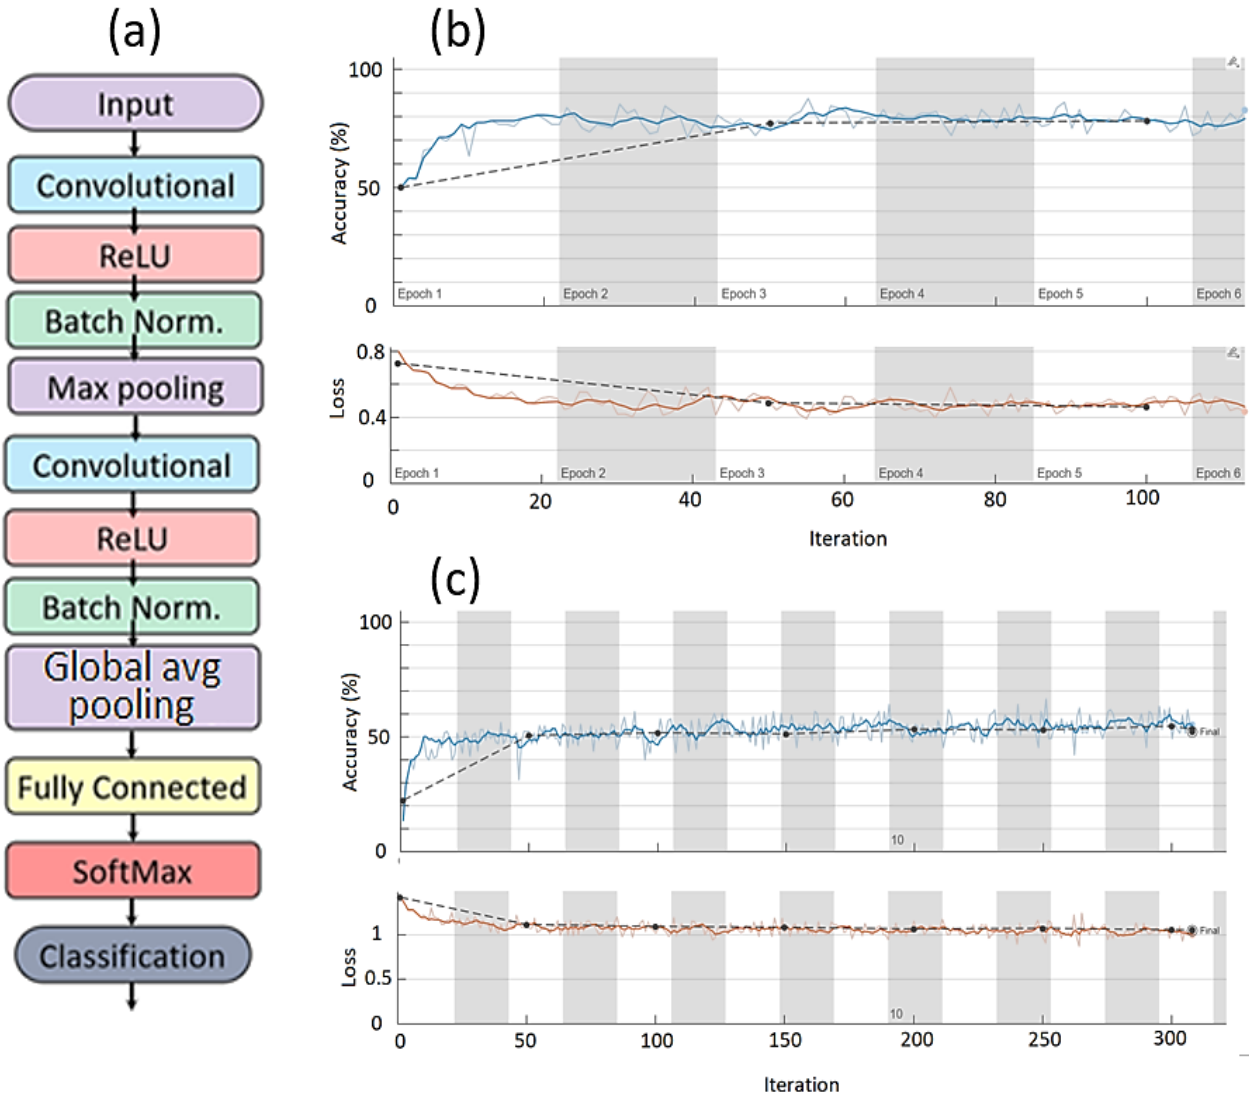 (a)
Input
Convolutional
ReLU
Batch Norm.
Max pooling
Convolutional
ReLU
Batch Norm.
Global avg
pooling
Fully Connected
SoftMax
Classification
(b)
100
50
0
Accuracy (%)
Epoch 1 Epoch 2 Epoch 3 Epoch 4 Epoch 5 Epoch 6
0.8
0.4
0
Loss
Epoch 1 Epoch 2 Epoch 3 Epoch 4 Epoch 5 Epoch 6
0 20 40 60 80 100
Iteration
(c)
100
50
0
Accuracy (%)
Final
10
1
0.5
0
Loss
Final
10
0 50 100 150 200 250 300
Iteration